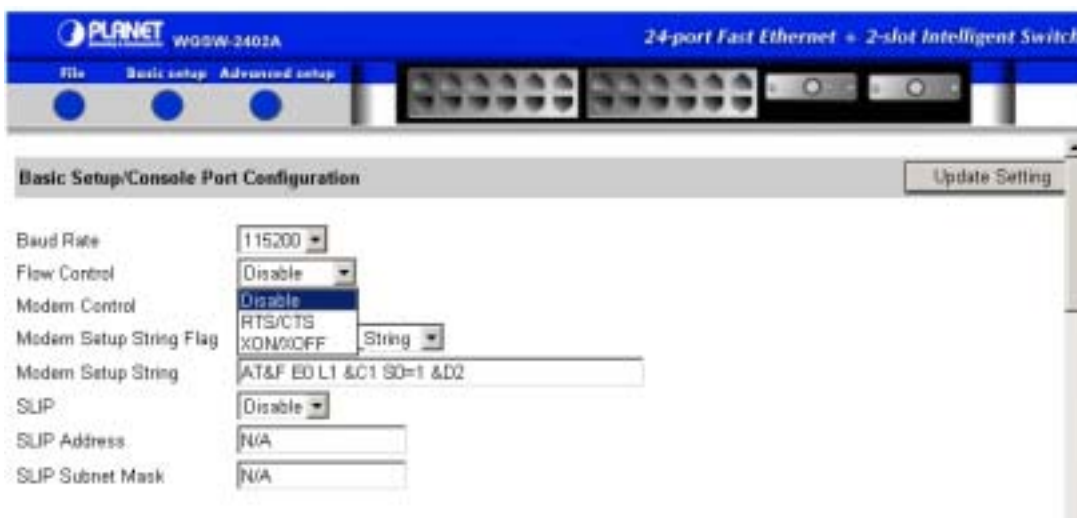 PLANET WGSW-2402A
24-port Fast Ethernet + 2-slot Intelligent Switch
File Basic setup Advanced setup
Basic Setup/Console Port Configuration
Update Setting
Baud Rate 115200
Flow Control Disable
Disable
RTS/CTS
XON/XOFF
Modem Control
Modem Setup String Flag _String
Modem Setup String AT&F E0 L1 &C1 S0=1 &D2
SLIP Disable
SLIP Address N/A
SLIP Subnet Mask N/A